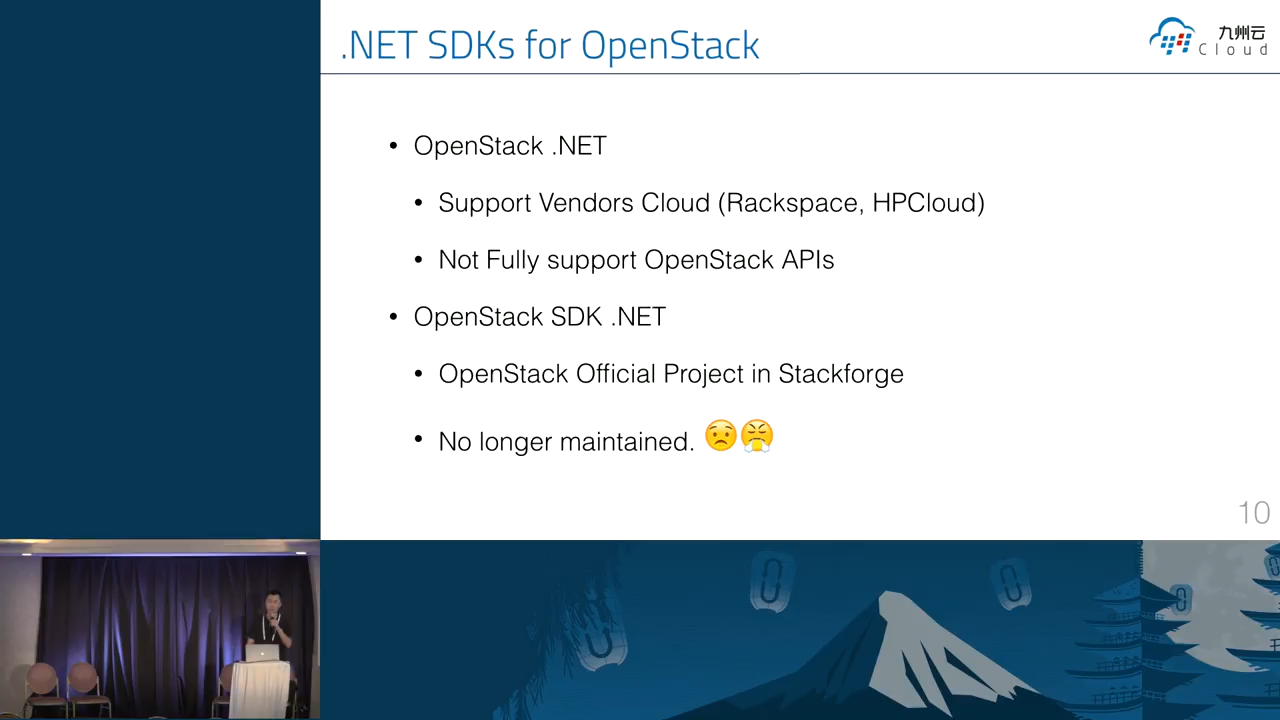 .NET SDKs for OpenStack
九州云
Cloud
• OpenStack .NET
• Support Vendors Cloud (Rackspace, HPCloud)
• Not Fully support OpenStack APIs
• OpenStack SDK .NET
• OpenStack Official Project in Stackforge
• No longer maintained. 😟😤
10